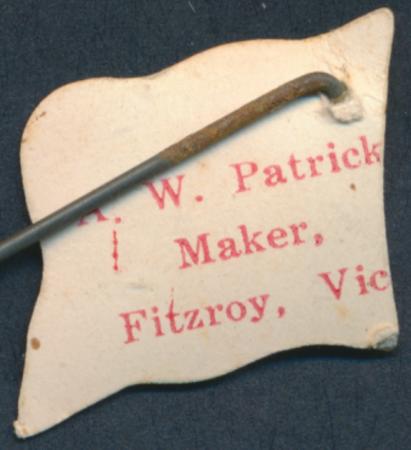 A. W. Patrick
Maker,
Fitzroy, Vic